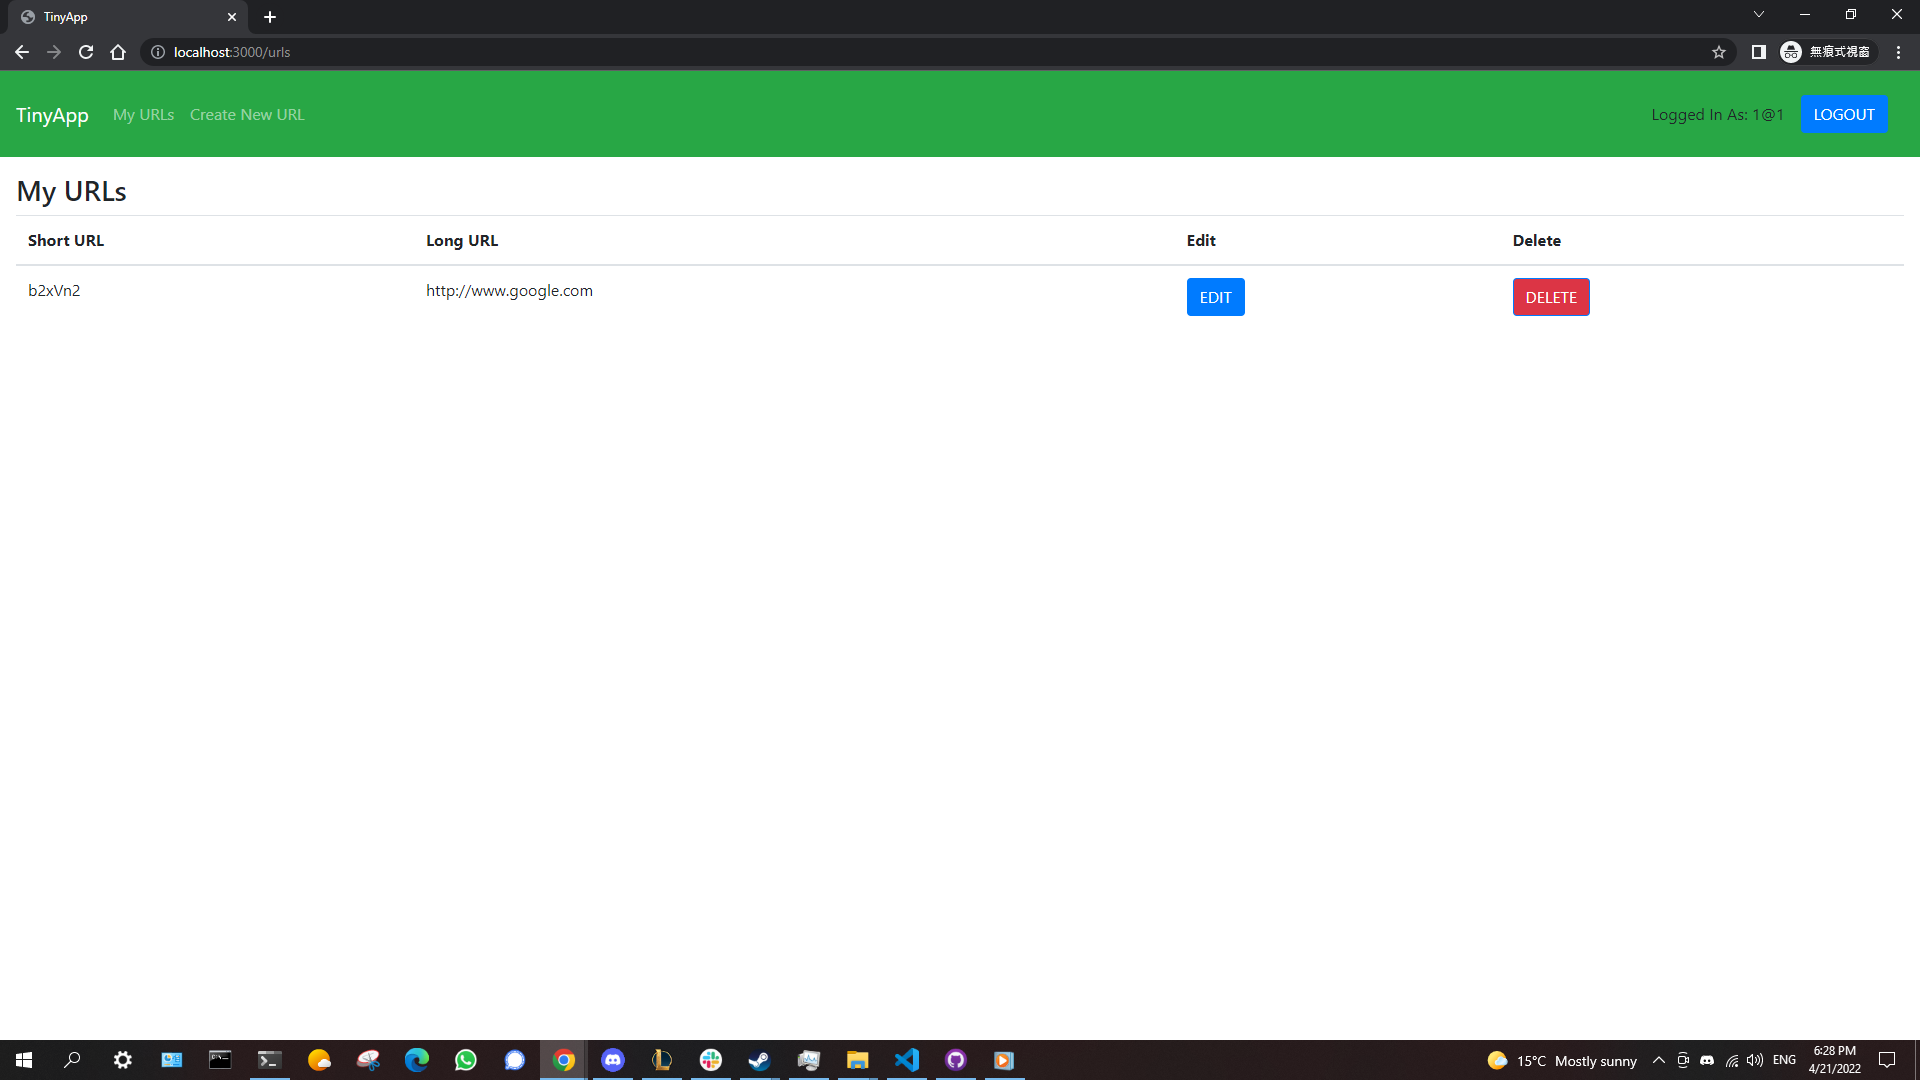 TinyApp
localhost:3000/urls
無痕式視窗
TinyApp My URLs Create New URL Logged In As: 1@1 LOGOUT
My URLs
Short URL Long URL Edit Delete
b2xVn2 http://www.google.com EDIT DELETE
15°C Mostly sunny ENG 6:28 PM
4/21/2022